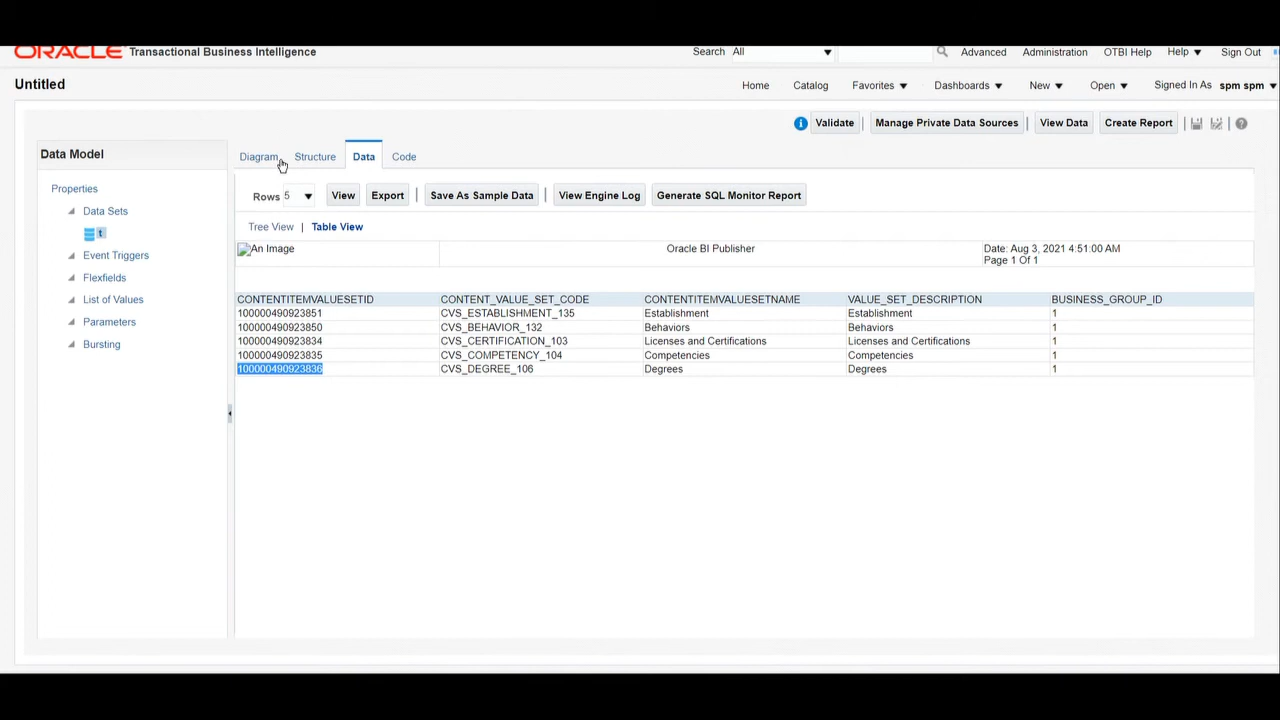 ORACLE Transactional Business Intelligence Search All Advanced Administration OTBI Help Help Sign Out
Untitled Home Catalog Favorites Dashboards New Open Signed In As spm spm
Validate Manage Private Data Sources View Data Create Report
Data Model
Properties
Data Sets
t
Event Triggers
Flexfields
List of Values
Parameters
Bursting
Diagram Structure Data Code
Rows 5 View Export Save As Sample Data View Engine Log Generate SQL Monitor Report
Tree View | Table View
An Image Oracle BI Publisher Date: Aug 3, 2021 4:51:00 AM
Page 1 Of 1
CONTENTITEMVALUESETID CONTENT_VALUE_SET_CODE CONTENTITEMVALUESETNAME VALUE_SET_DESCRIPTION BUSINESS_GROUP_ID
100000490923851 CVS_ESTABLISHMENT_135 Establishment Establishment 1
100000490923850 CVS_BEHAVIOR_132 Behaviors Behaviors 1
100000490923834 CVS_CERTIFICATION_103 Licenses and Certifications Licenses and Certifications 1
100000490923835 CVS_COMPETENCY_104 Competencies Competencies 1
100000490923836 CVS_DEGREE_106 Degrees Degrees 1